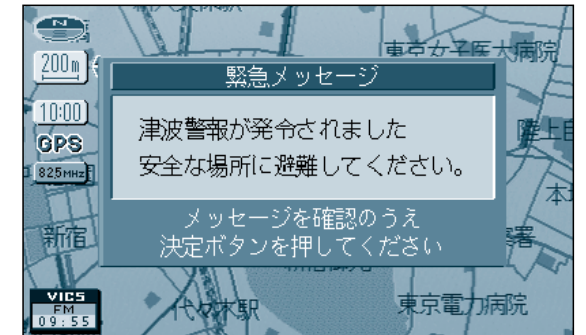 N
東京女子医大病院
200m
緊急メッセージ
10:00
GPS
825MHz
津波警報が発令されました
安全な場所に避難してください。
陸上自
本
新宿
メッセージを確認のうえ
決定ボタンを押してください
察署
VICS
FM
09:55
代々木駅
東京電力病院